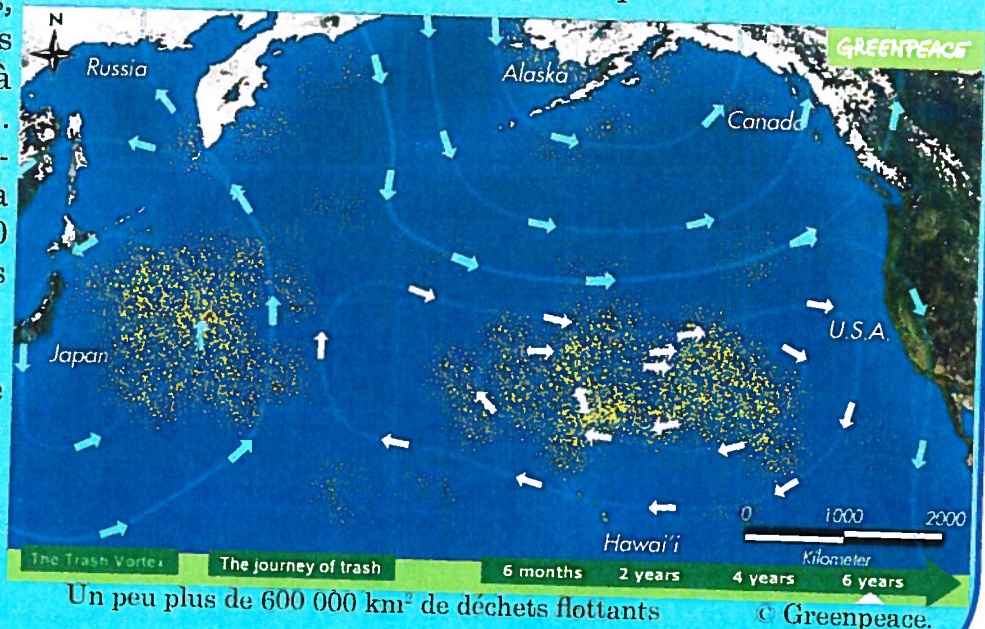 N
GREENPEACE
Russia
Alaska
Canada
Japan
U.S.A.
0 1000 2000
Kilometer
Hawai'i
The Trash Vortex
The journey of trash
6 months 2 years 4 years 6 years
Un peu plus de 600 000 km² de déchets flottants
© Greenpeace.